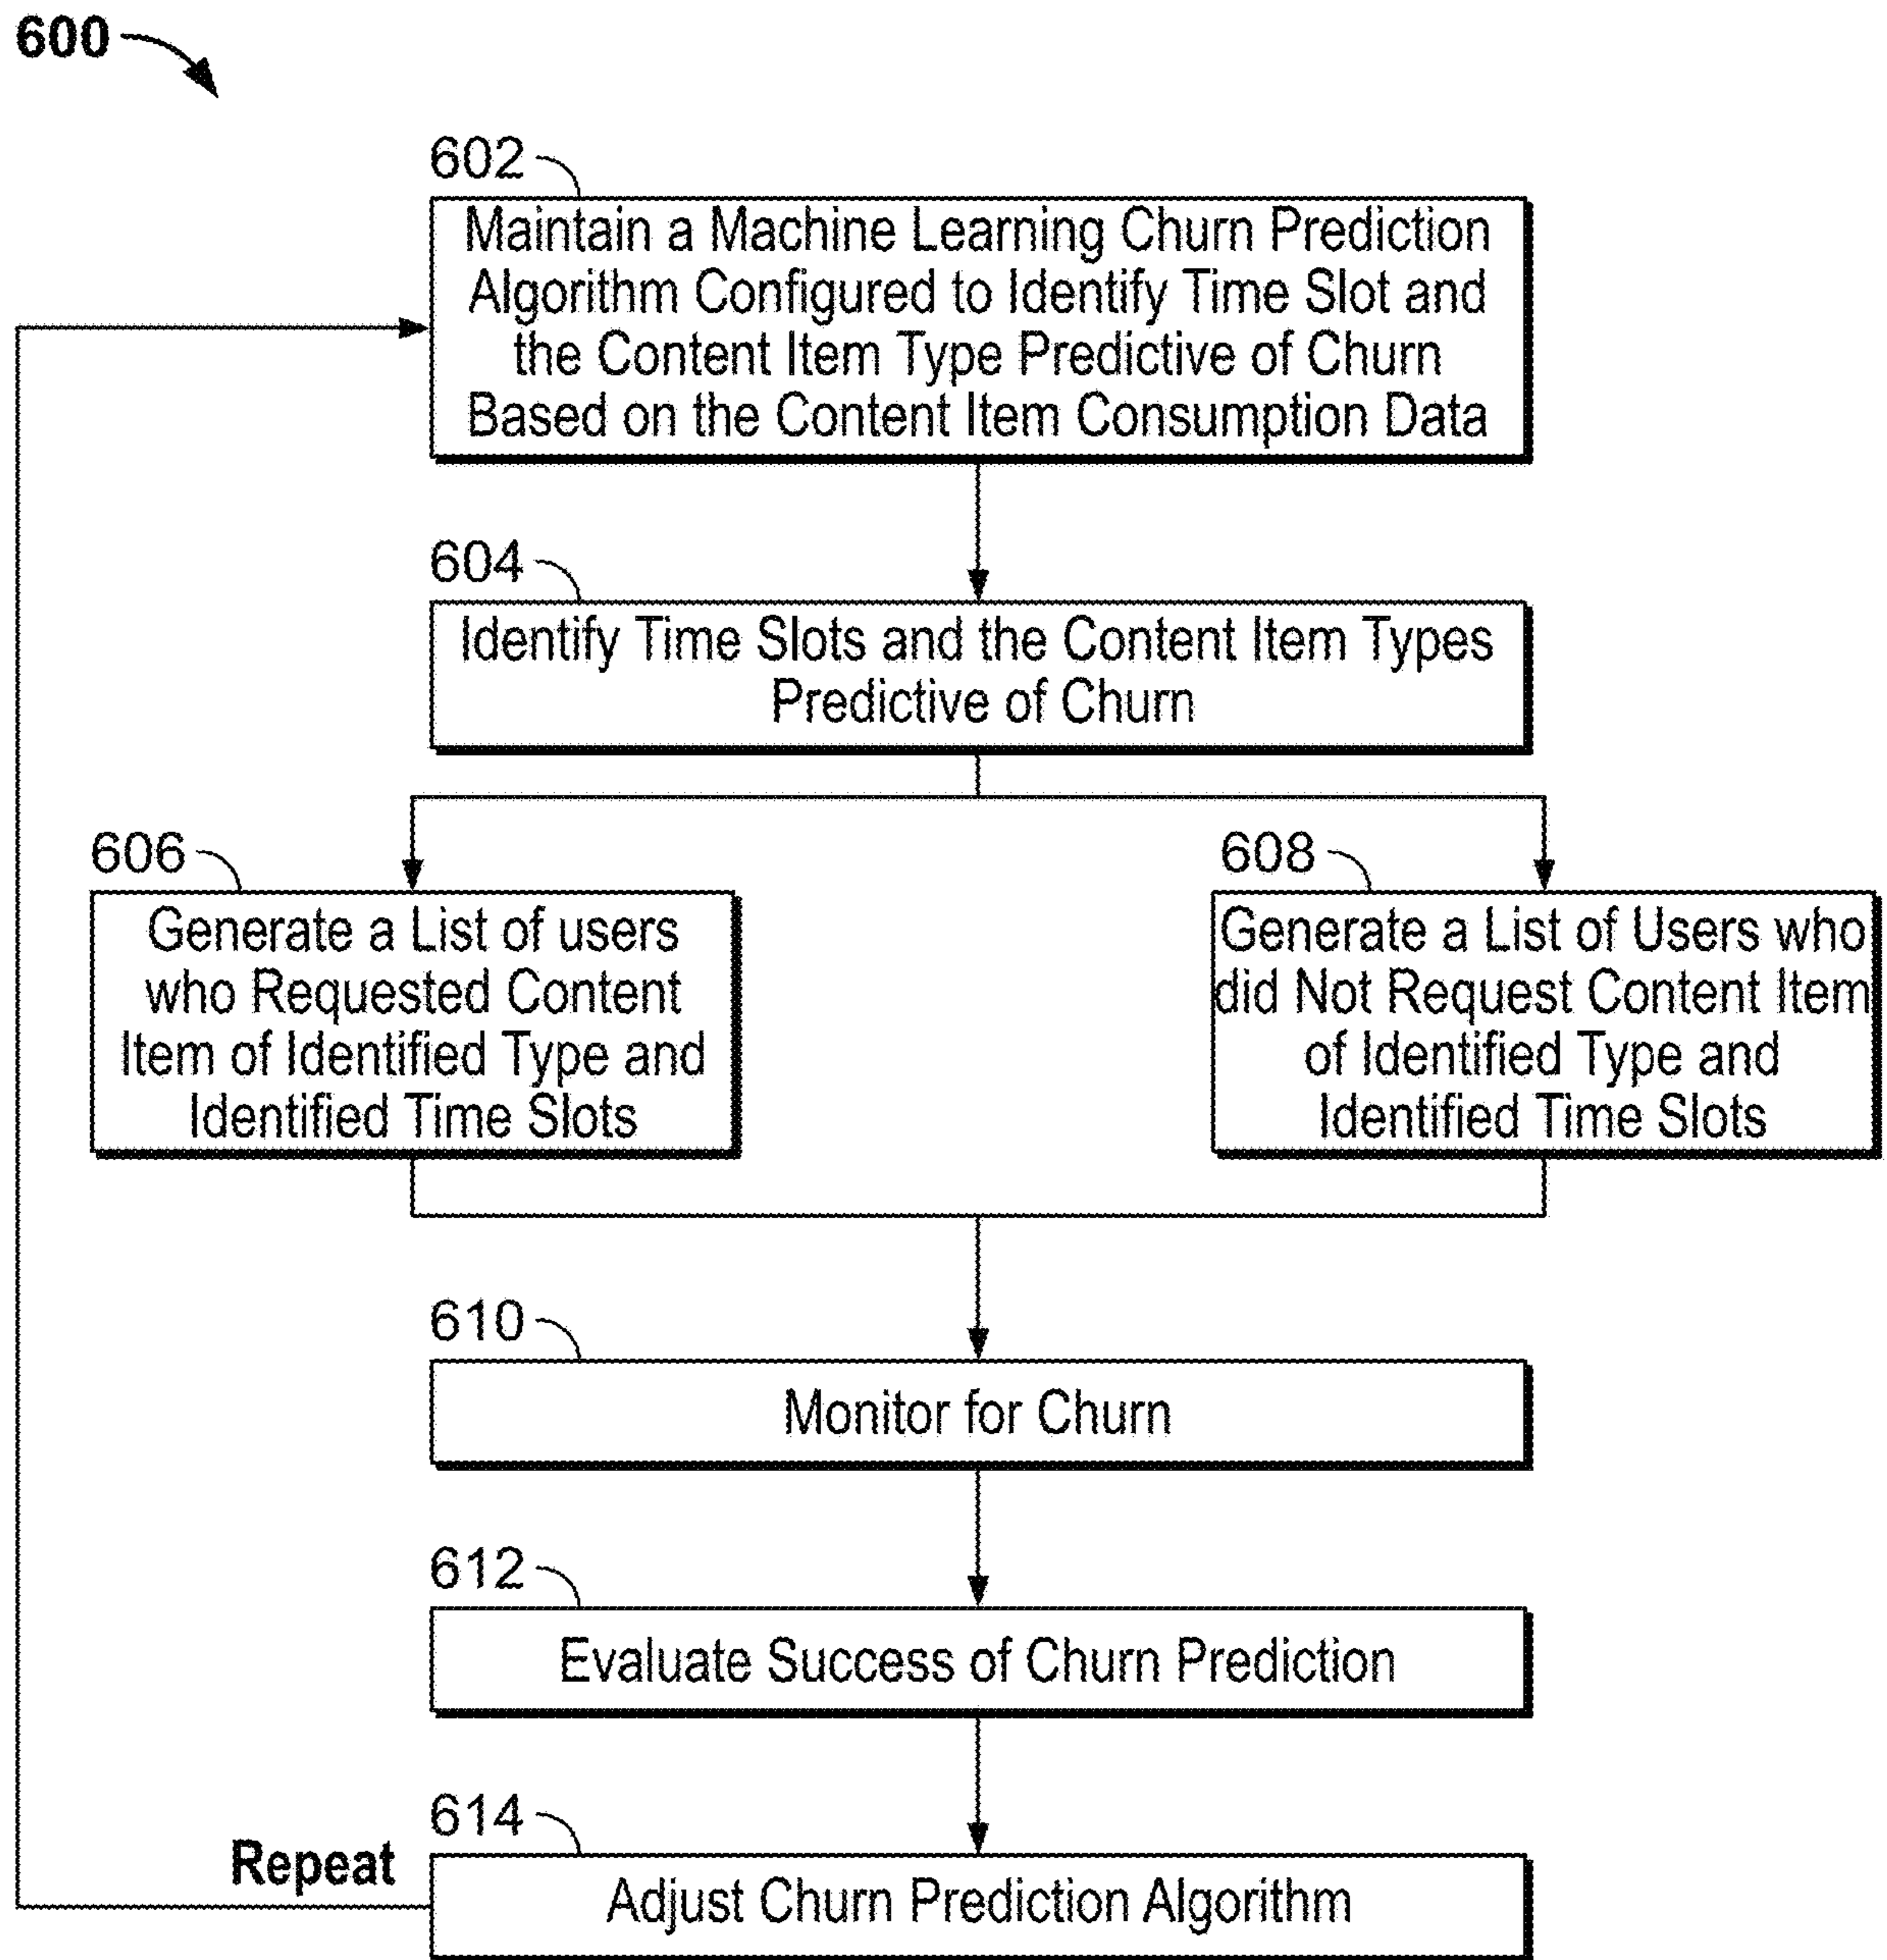 600
602
Maintain a Machine Learning Churn Prediction
Algorithm Configured to Identify Time Slot and
the Content Item Type Predictive of Churn
Based on the Content Item Consumption Data
604
Identify Time Slots and the Content Item Types
Predictive of Churn
606
Generate a List of users
who Requested Content
Item of Identified Type and
Identified Time Slots
608
Generate a List of Users who
did Not Request Content Item
of Identified Type and
Identified Time Slots
610
Monitor for Churn
612
Evaluate Success of Churn Prediction
614
Repeat
Adjust Churn Prediction Algorithm